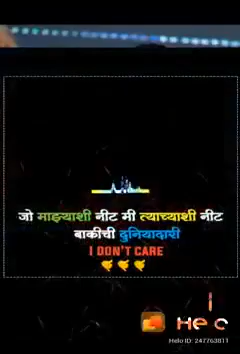 जो माझ्याशी नीट मी त्याच्याशी नीट
बाकीची दुनियादारी
I DON'T CARE
Helo
Helo ID: 247763811